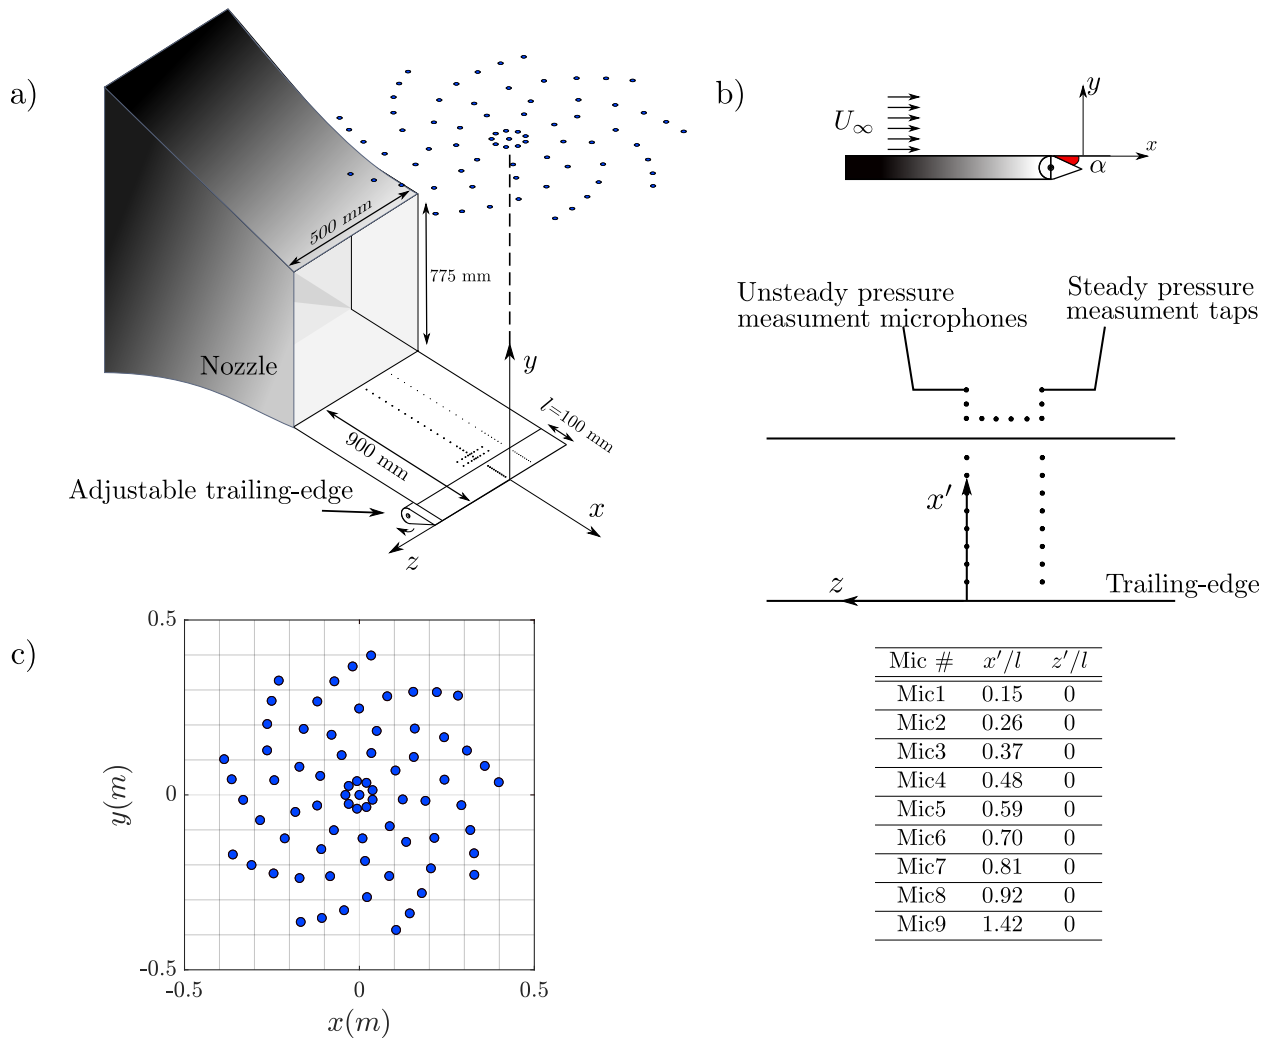 a)
500 mm
775 mm
Nozzle
y
l=100 mm
900 mm
Adjustable trailing-edge
x
z
b)
y
U∞
x
α
Unsteady pressure
measument microphones
Steady pressure
measument taps
x′
z
Trailing-edge
Mic # x′/l z′/l
Mic1 0.15 0
Mic2 0.26 0
Mic3 0.37 0
Mic4 0.48 0
Mic5 0.59 0
Mic6 0.70 0
Mic7 0.81 0
Mic8 0.92 0
Mic9 1.42 0
c)
0.5
0
-0.5
y(m)
-0.5 0 0.5
x(m)